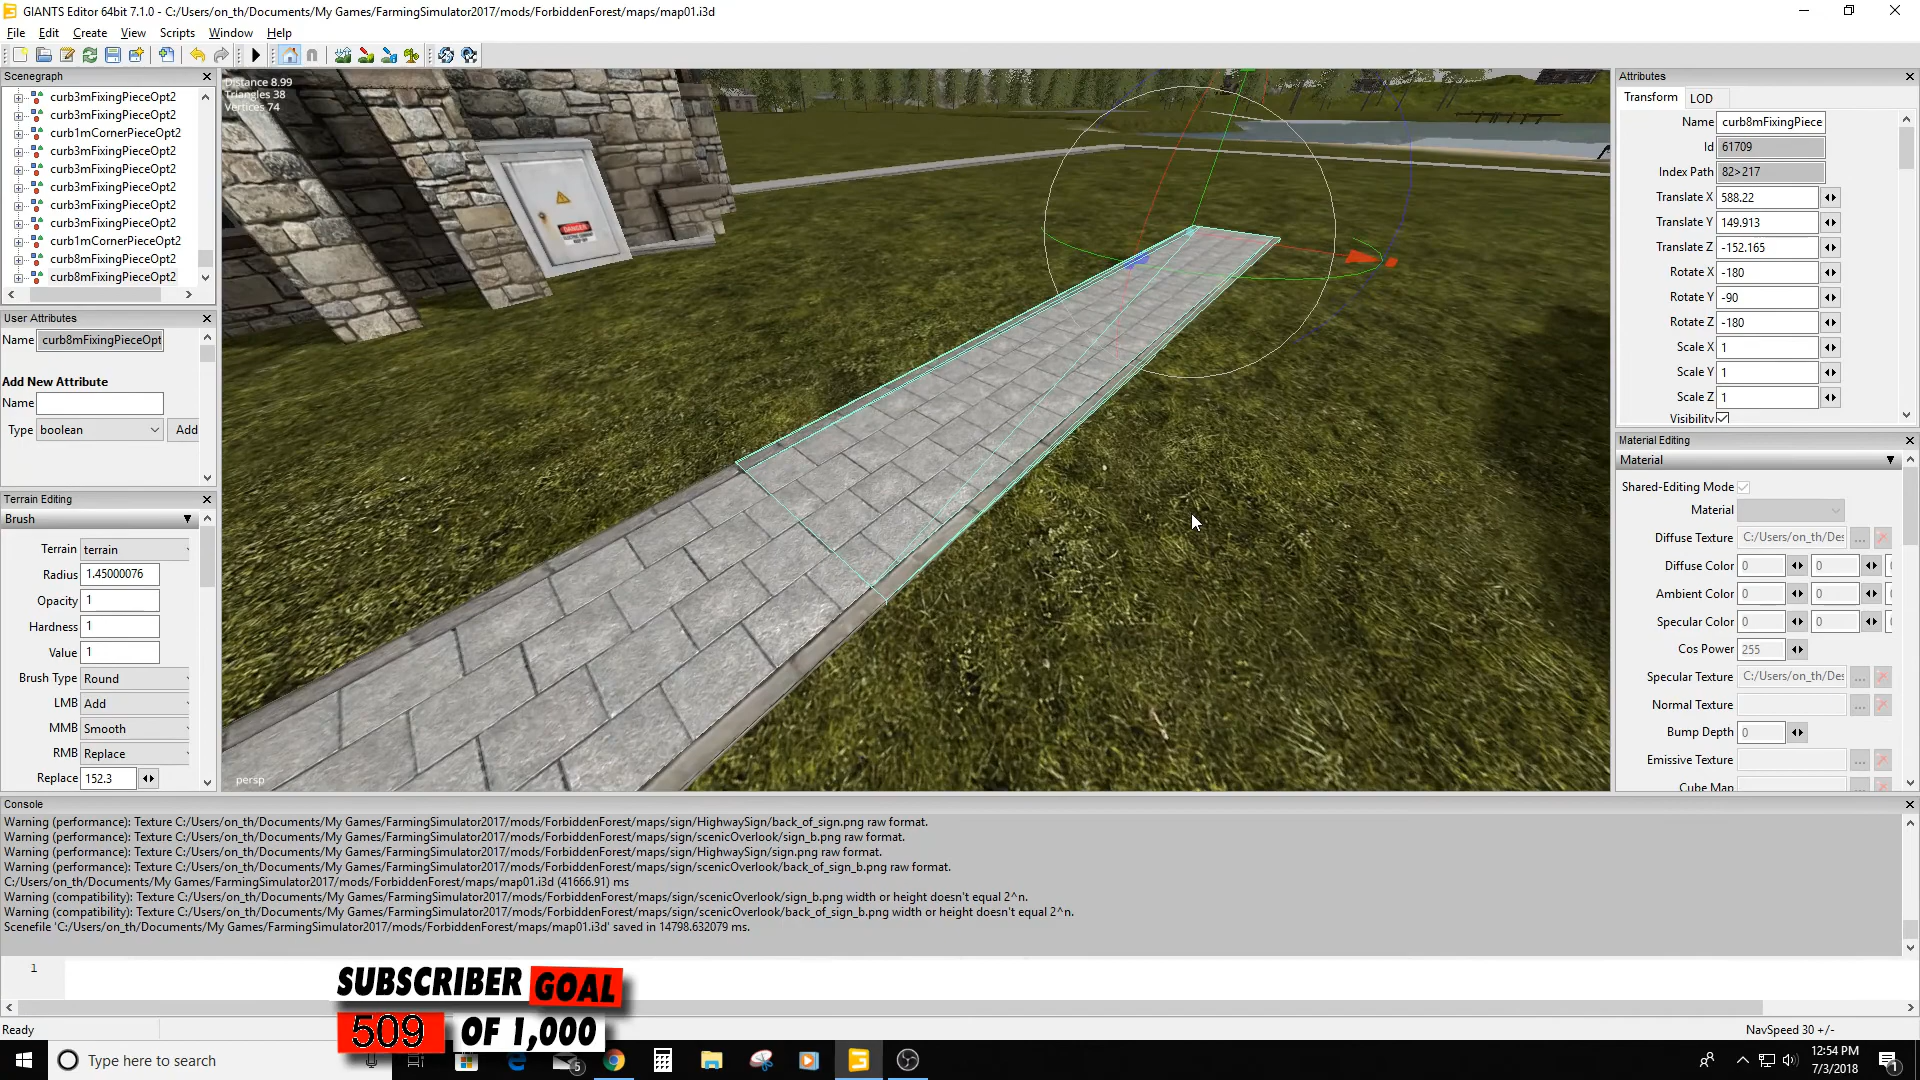 GIANTS Editor 64bit 7.1.0 - C:/Users/on_th/Documents/My Games/FarmingSimulator2017/mods/ForbiddenForest/maps/map01.i3d
File Edit Create View Scripts Window Help
Scenegraph
curb3mFixingPieceOpt2
curb3mFixingPieceOpt2
curb1mCornerPieceOpt2
curb3mFixingPieceOpt2
curb3mFixingPieceOpt2
curb3mFixingPieceOpt2
curb3mFixingPieceOpt2
curb3mFixingPieceOpt2
curb1mCornerPieceOpt2
curb8mFixingPieceOpt2
curb8mFixingPieceOpt2
User Attributes
Name curb8mFixingPieceOpt
Add New Attribute
Name
Type boolean Add
Terrain Editing
Brush
Terrain terrain
Radius 1.45000076
Opacity 1
Hardness 1
Value 1
Brush Type Round
LMB Add
MMB Smooth
RMB Replace
Replace 152.3
Distance 8.99
Triangles 38
Vertices 74
DANGER
persp
Attributes
Transform LOD
Name curb8mFixingPiece
Id 61709
Index Path 82>217
Translate X 588.22
Translate Y 149.913
Translate Z -152.165
Rotate X -180
Rotate Y -90
Rotate Z -180
Scale X 1
Scale Y 1
Scale Z 1
Visibility
Material Editing
Material
Shared-Editing Mode
Material
Diffuse Texture C:/Users/on_th/Des ...
Diffuse Color 0 0
Ambient Color 0 0
Specular Color 0 0
Cos Power 255
Specular Texture C:/Users/on_th/Des ...
Normal Texture ...
Bump Depth 0
Emissive Texture ...
Cube Map
Console
Warning (performance): Texture C:/Users/on_th/Documents/My Games/FarmingSimulator2017/mods/ForbiddenForest/maps/sign/HighwaySign/back_of_sign.png raw format.
Warning (performance): Texture C:/Users/on_th/Documents/My Games/FarmingSimulator2017/mods/ForbiddenForest/maps/sign/scenicOverlook/sign_b.png raw format.
Warning (performance): Texture C:/Users/on_th/Documents/My Games/FarmingSimulator2017/mods/ForbiddenForest/maps/sign/HighwaySign/sign.png raw format.
Warning (performance): Texture C:/Users/on_th/Documents/My Games/FarmingSimulator2017/mods/ForbiddenForest/maps/sign/scenicOverlook/back_of_sign_b.png raw format.
C:/Users/on_th/Documents/My Games/FarmingSimulator2017/mods/ForbiddenForest/maps/map01.i3d (41666.91) ms
Warning (compatibility): Texture C:/Users/on_th/Documents/My Games/FarmingSimulator2017/mods/ForbiddenForest/maps/sign/scenicOverlook/sign_b.png width or height doesn't equal 2^n.
Warning (compatibility): Texture C:/Users/on_th/Documents/My Games/FarmingSimulator2017/mods/ForbiddenForest/maps/sign/scenicOverlook/back_of_sign_b.png width or height doesn't equal 2^n.
Scenefile 'C:/Users/on_th/Documents/My Games/FarmingSimulator2017/mods/ForbiddenForest/maps/map01.i3d' saved in 14798.632079 ms.
1
SUBSCRIBER GOAL
509 OF 1,000
Ready
NavSpeed 30 +/-
Type here to search
5
12:54 PM
7/3/2018
1